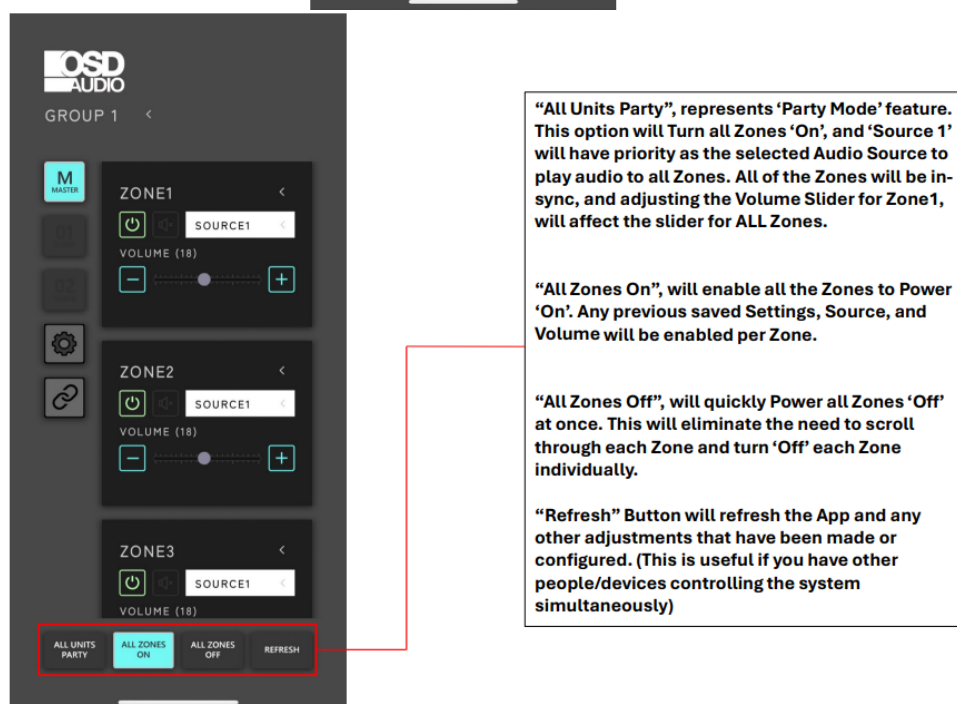 OSD
AUDIO
GROUP 1 <
M
MASTER
01
02
ZONE1 <
SOURCE1 <
VOLUME (18)
ZONE2 <
SOURCE1 <
VOLUME (18)
ZONE3 <
SOURCE1 <
VOLUME (18)
ALL UNITS
PARTY
ALL ZONES
ON
ALL ZONES
OFF
REFRESH
“All Units Party”, represents ‘Party Mode’ feature.
This option will Turn all Zones ‘On’, and ‘Source 1’
will have priority as the selected Audio Source to
play audio to all Zones. All of the Zones will be in-
sync, and adjusting the Volume Slider for Zone1,
will affect the slider for ALL Zones.
“All Zones On”, will enable all the Zones to Power
‘On’. Any previous saved Settings, Source, and
Volume will be enabled per Zone.
“All Zones Off”, will quickly Power all Zones ‘Off’
at once. This will eliminate the need to scroll
through each Zone and turn ‘Off’ each Zone
individually.
“Refresh” Button will refresh the App and any
other adjustments that have been made or
configured. (This is useful if you have other
people/devices controlling the system
simultaneously)